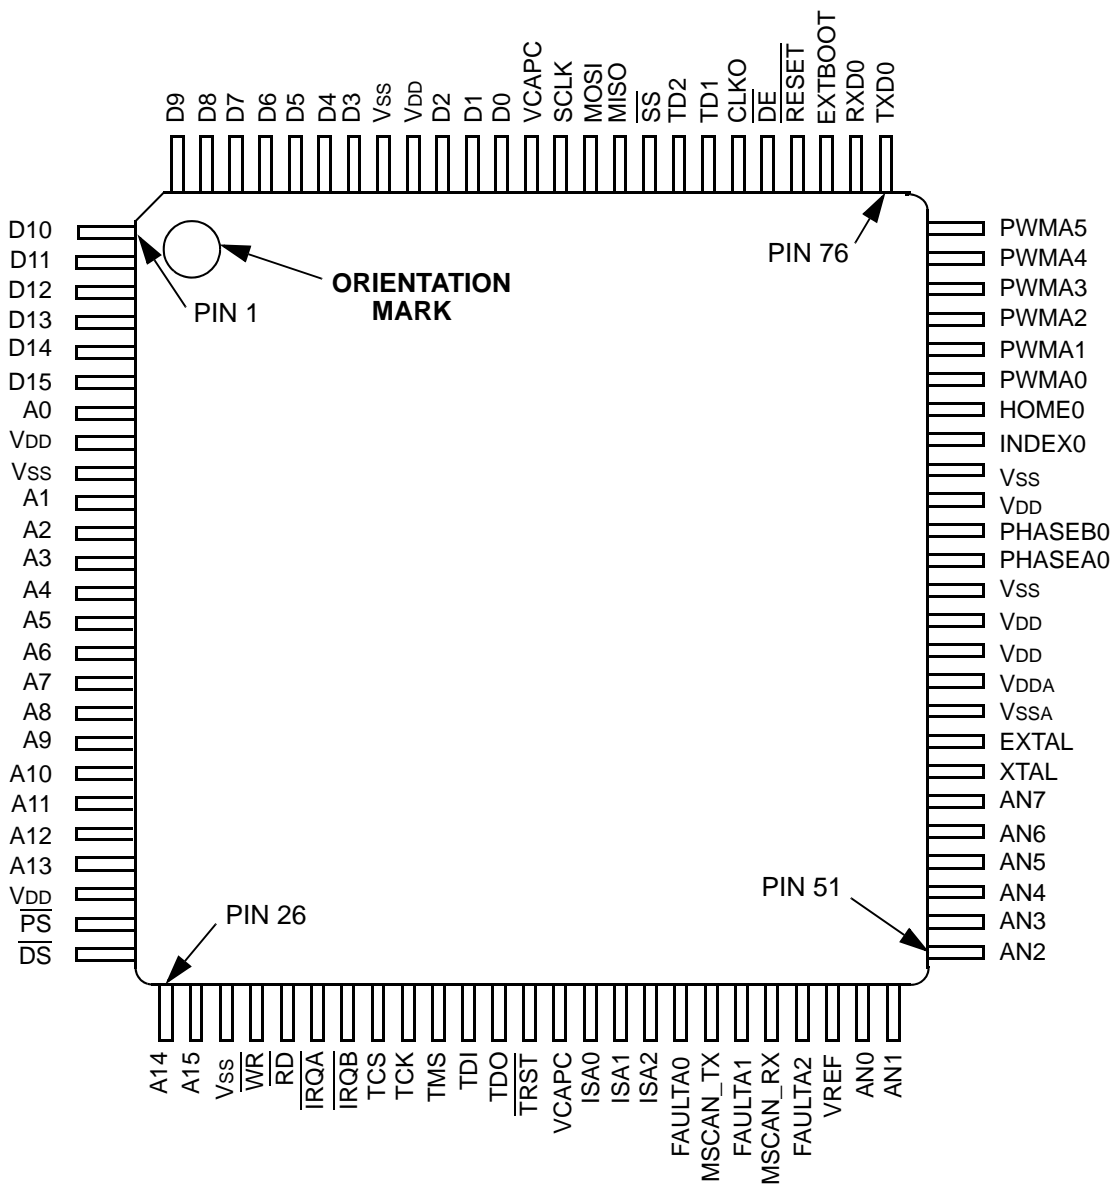 D9
D8
D7
D6
D5
D4
D3
VSS
VDD
D2
D1
D0
VCAPC
SCLK
MOSI
MISO
SS
TD2
TD1
CLKO
DE
RESET
EXTBOOT
RXD0
TXD0
D10
D11
D12
D13
D14
D15
A0
VDD
VSS
A1
A2
A3
A4
A5
A6
A7
A8
A9
A10
A11
A12
A13
VDD
PS
DS
PIN 1
ORIENTATION
MARK
PIN 76
PIN 26
PIN 51
PWMA5
PWMA4
PWMA3
PWMA2
PWMA1
PWMA0
HOME0
INDEX0
VSS
VDD
PHASEB0
PHASEA0
VSS
VDD
VDD
VDDA
VSSA
EXTAL
XTAL
AN7
AN6
AN5
AN4
AN3
AN2
A14
A15
VSS
WR
RD
IRQA
IRQB
TCS
TCK
TMS
TDI
TDO
TRST
VCAPC
ISA0
ISA1
ISA2
FAULTA0
MSCAN_TX
FAULTA1
MSCAN_RX
FAULTA2
VREF
AN0
AN1